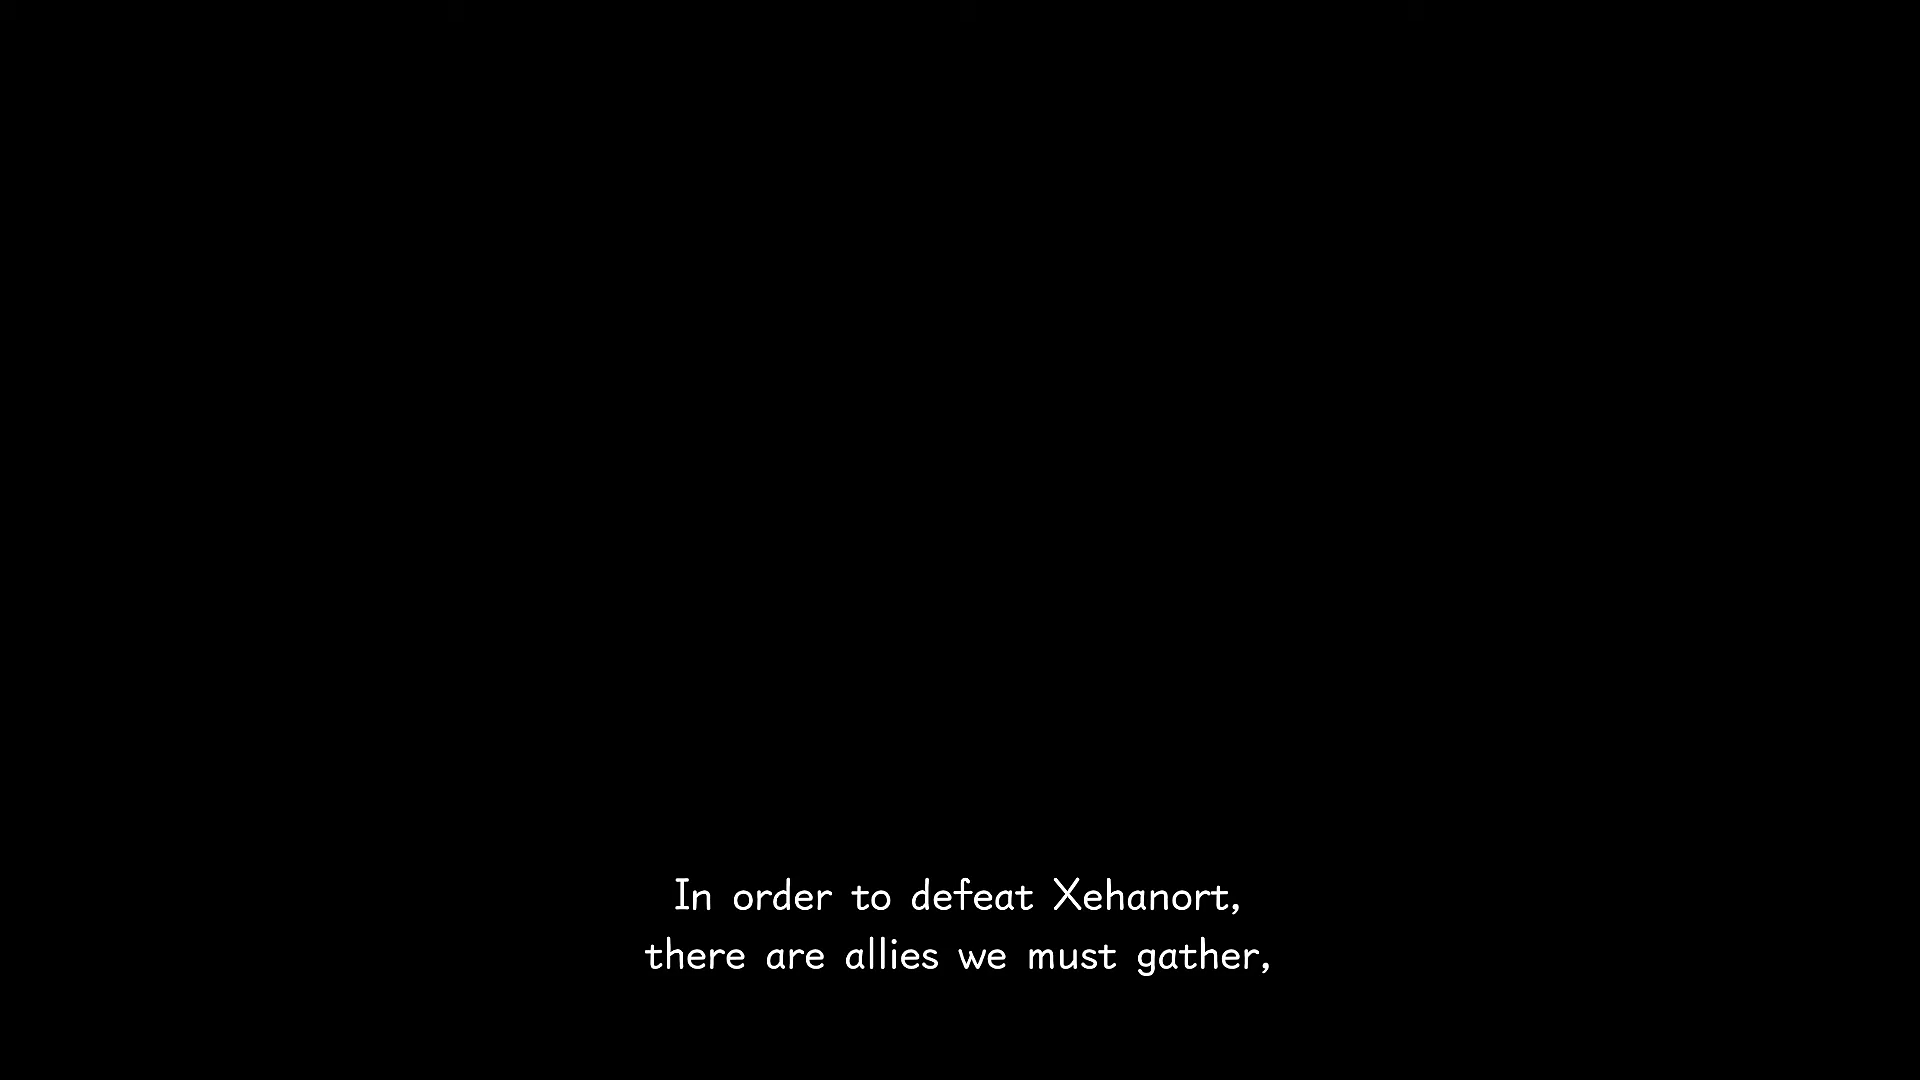 In order to defeat Xehanort,
there are allies we must gather,